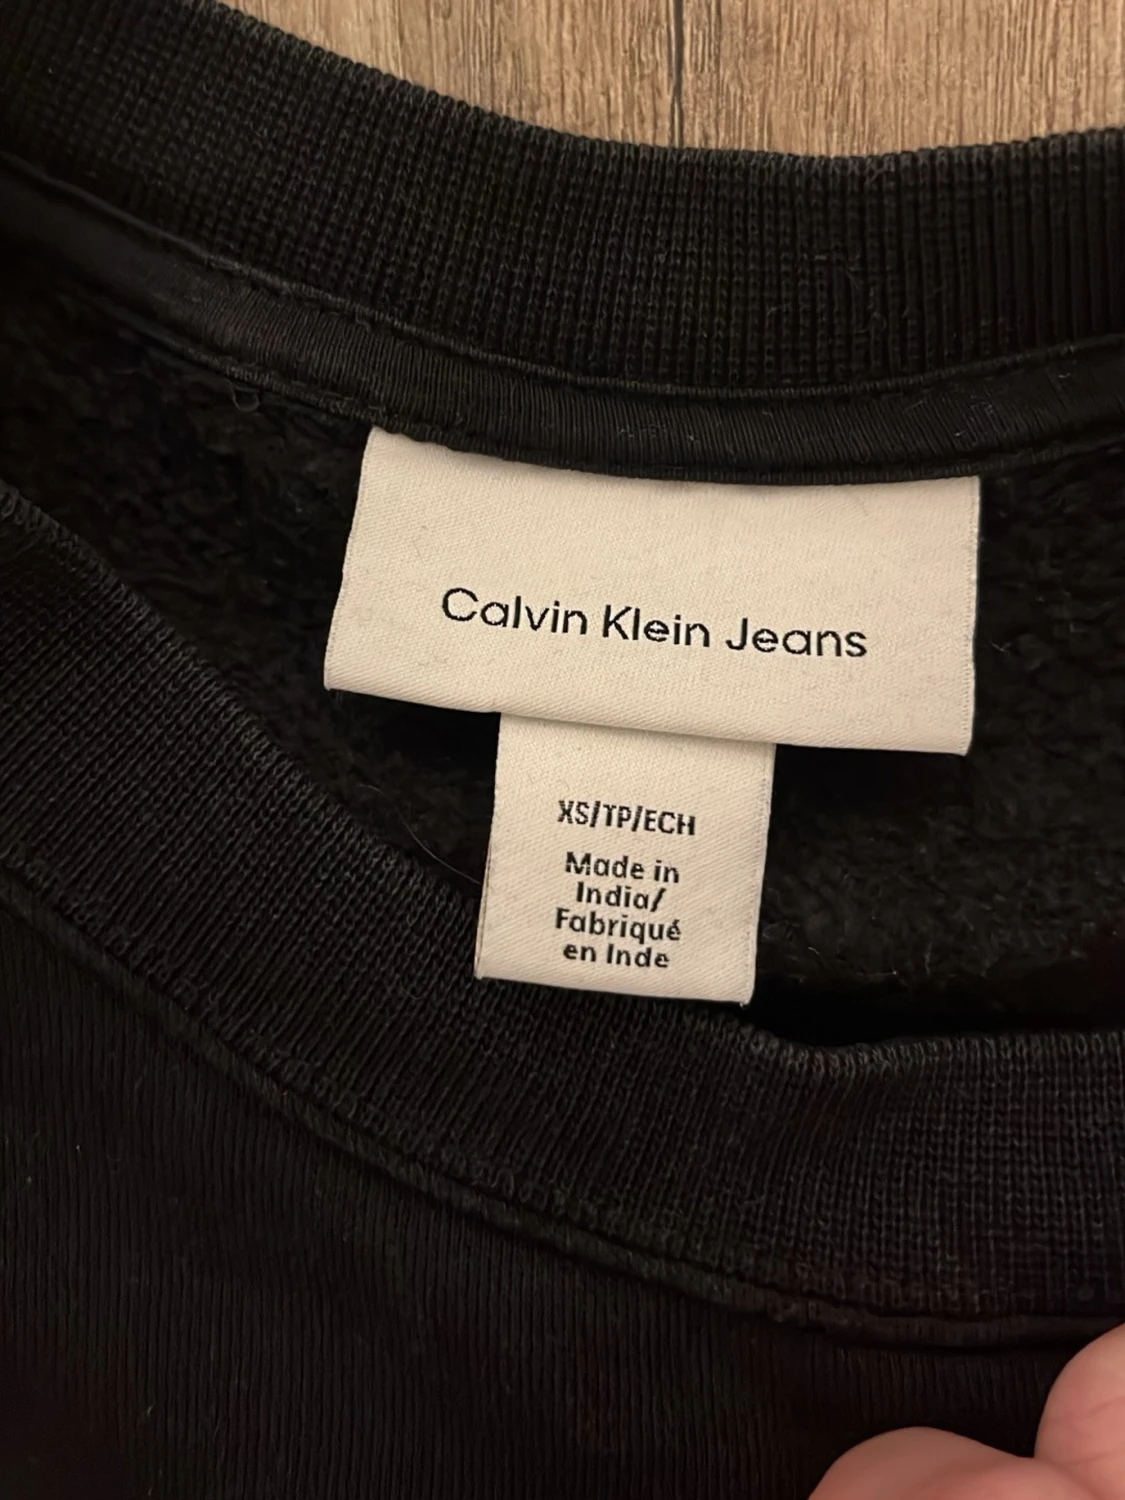 Calvin Klein Jeans
XS/TP/ECH
Made in
India/
Fabriqué
en Inde